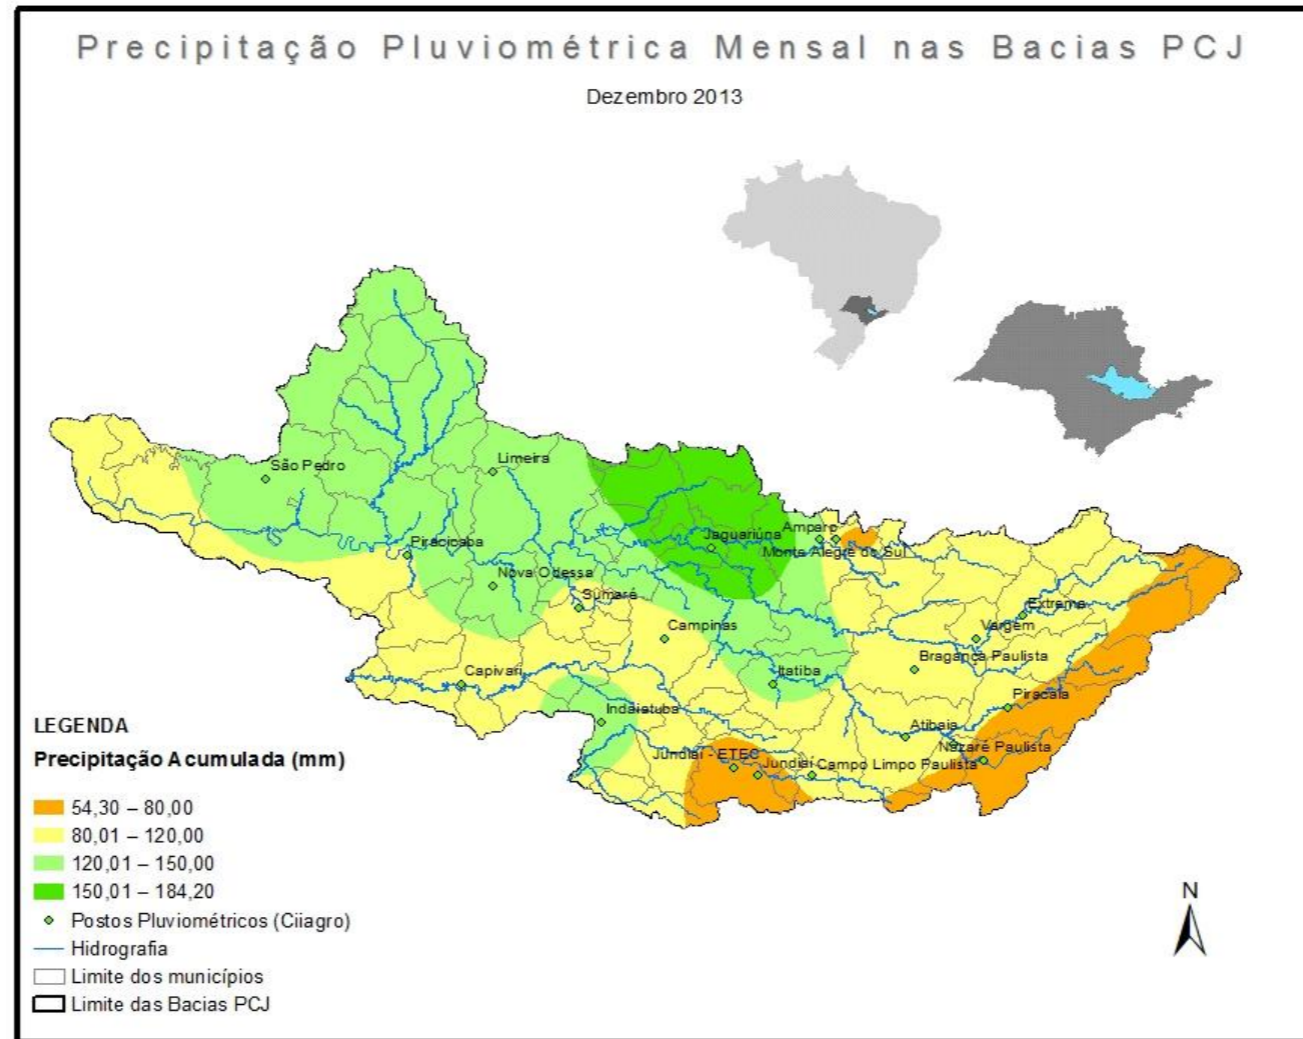 Precipitação Pluviométrica Mensal nas Bacias PCJ
Dezembro 2013
São Pedro
Limeira
Piracicaba
Jaguariúna
Amparo
Monte Alegre do Sul
Nova Odessa
Sumaré
Extrema
Campinas
Vargem
Bragança Paulista
Capivari
Itatiba
Piracaia
Indaiatuba
Atibaia
Nazaré Paulista
Jundiaí - ETEC
Jundiaí
Campo Limpo Paulista
LEGENDA
Precipitação Acumulada (mm)
54,30 – 80,00
80,01 – 120,00
120,01 – 150,00
150,01 – 184,20
Postos Pluviométricos (Ciiagro)
Hidrografia
Limite dos municípios
Limite das Bacias PCJ
N